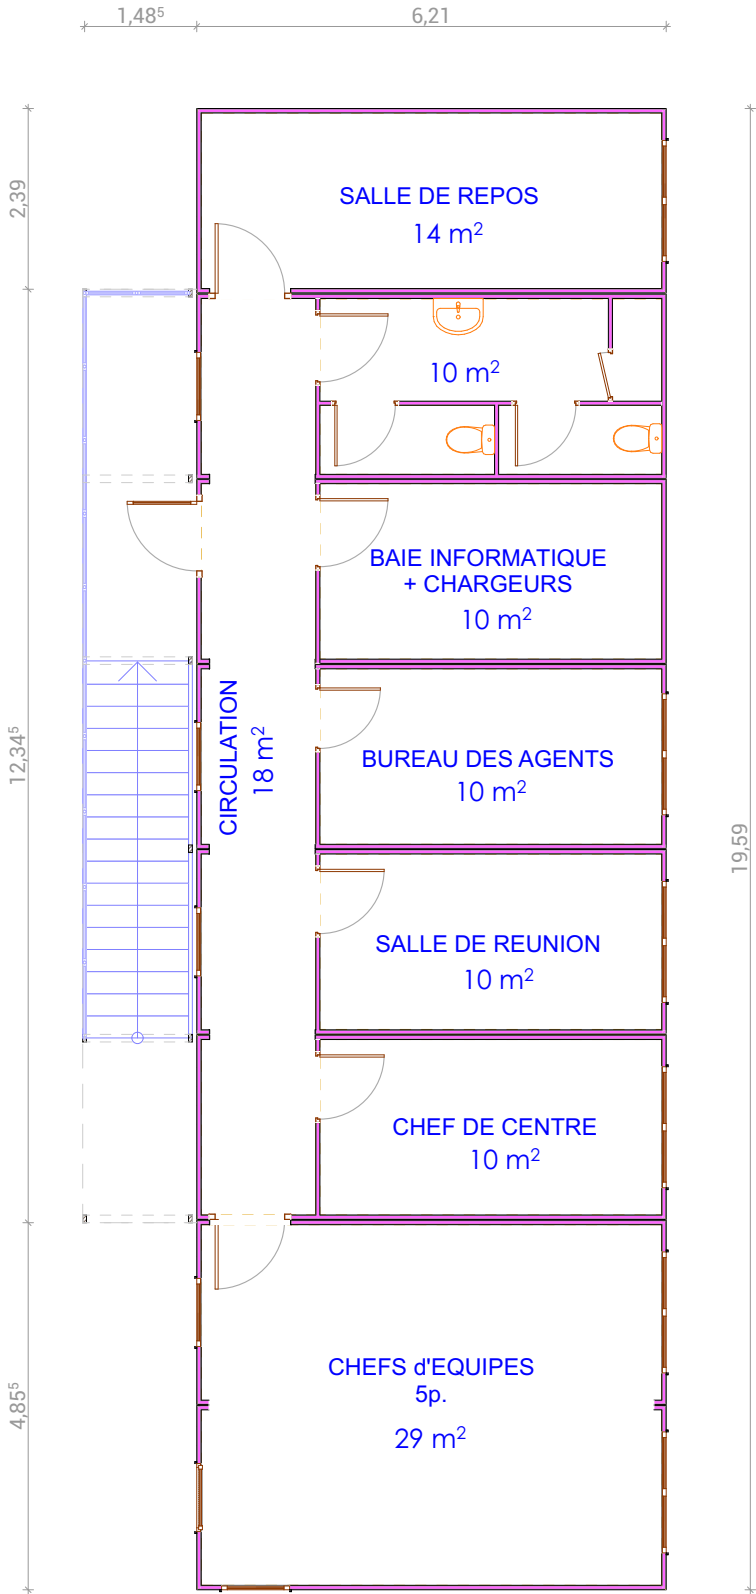 1,48⁵
6,21
2,39
SALLE DE REPOS
14 m²
10 m²
BAIE INFORMATIQUE
+ CHARGEURS
10 m²
12,34⁵
CIRCULATION
18 m²
BUREAU DES AGENTS
10 m²
19,59
SALLE DE REUNION
10 m²
CHEF DE CENTRE
10 m²
4,85⁵
CHEFS d'EQUIPES
5p.
29 m²